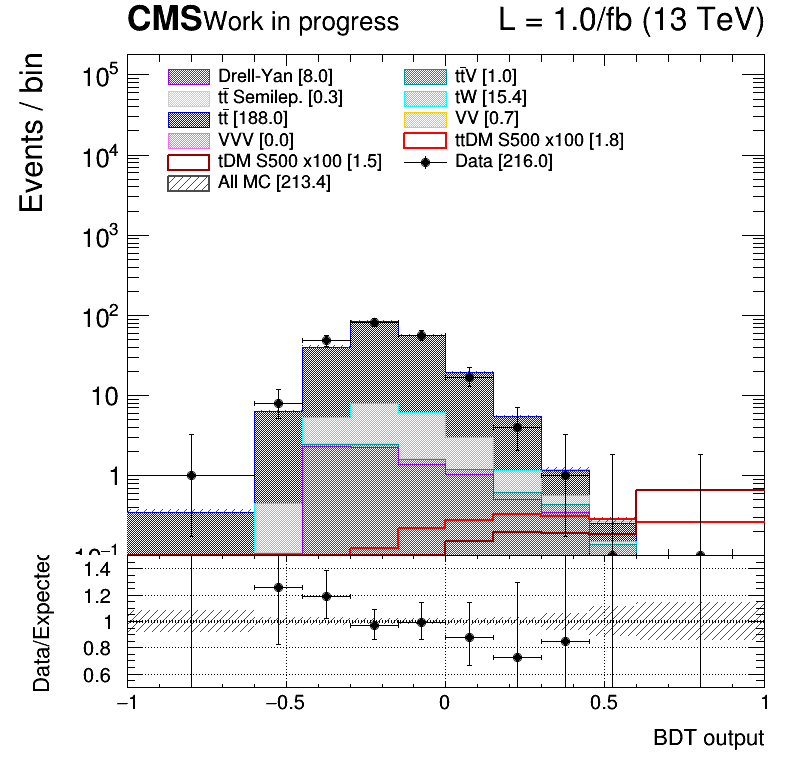 CMS Work in progress L = 1.0/fb (13 TeV)
Events / bin
10⁵
10⁴
10³
10²
10
1
10⁻¹
Drell-Yan [8.0] tt̄V [1.0]
tt̄ Semilep. [0.3] tW [15.4]
tt̄ [188.0] VV [0.7]
VVV [0.0] ttDM S500 x100 [1.8]
tDM S500 x100 [1.5] Data [216.0]
All MC [213.4]
Data/Expected
1.4
1.2
1
0.8
0.6
−1 −0.5 0 0.5 1
BDT output